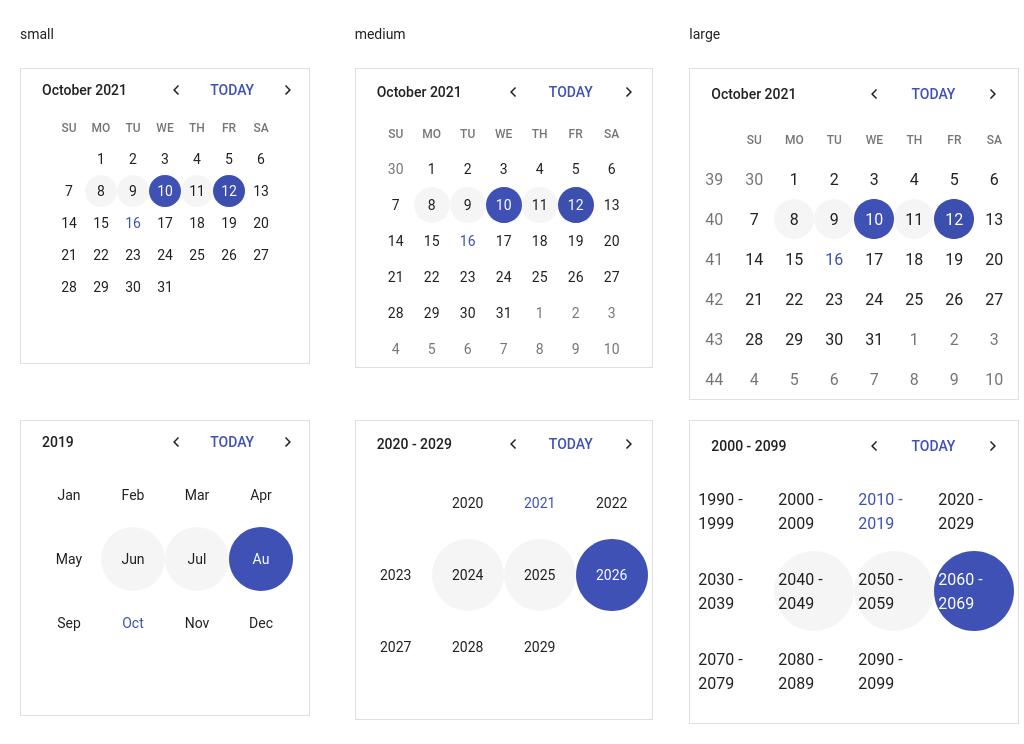 small
medium
large
October 2021 TODAY
SU MO TU WE TH FR SA
1 2 3 4 5 6
7 8 9 10 11 12 13
14 15 16 17 18 19 20
21 22 23 24 25 26 27
28 29 30 31
October 2021 TODAY
SU MO TU WE TH FR SA
30 1 2 3 4 5 6
7 8 9 10 11 12 13
14 15 16 17 18 19 20
21 22 23 24 25 26 27
28 29 30 31 1 2 3
4 5 6 7 8 9 10
October 2021 TODAY
SU MO TU WE TH FR SA
39 30 1 2 3 4 5 6
40 7 8 9 10 11 12 13
41 14 15 16 17 18 19 20
42 21 22 23 24 25 26 27
43 28 29 30 31 1 2 3
44 4 5 6 7 8 9 10
2019 TODAY
Jan Feb Mar Apr
May Jun Jul Au
Sep Oct Nov Dec
2020 - 2029 TODAY
2020 2021 2022
2023 2024 2025 2026
2027 2028 2029
2000 - 2099 TODAY
1990 - 2000 - 2010 - 2020 -
1999 2009 2019 2029
2030 - 2040 - 2050 - 2060 -
2039 2049 2059 2069
2070 - 2080 - 2090 -
2079 2089 2099